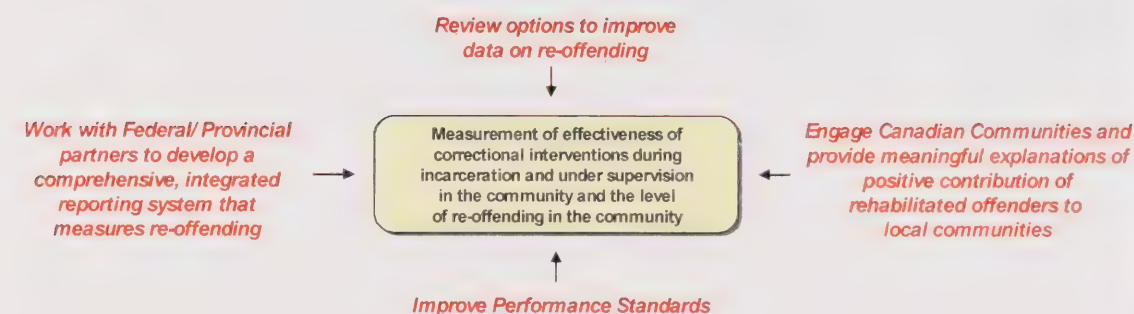 Review options to improve
data on re-offending
Work with Federal/ Provincial
partners to develop a
comprehensive, integrated
reporting system that
measures re-offending
Measurement of effectiveness of
correctional interventions during
incarceration and under supervision
in the community and the level
of re-offending in the community
Engage Canadian Communities and
provide meaningful explanations of
positive contribution of
rehabilitated offenders to
local communities
Improve Performance Standards